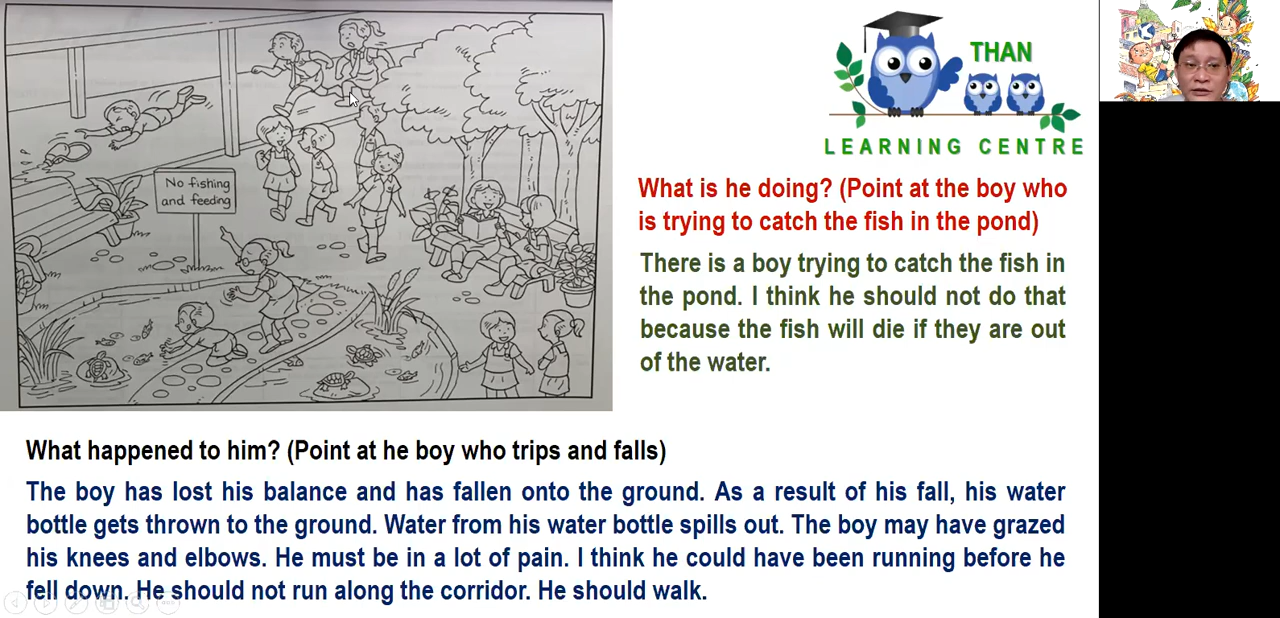 No fishing
and feeding
THAN
LEARNING CENTRE
What is he doing? (Point at the boy who
is trying to catch the fish in the pond)
There is a boy trying to catch the fish in
the pond. I think he should not do that
because the fish will die if they are out
of the water.
What happened to him? (Point at he boy who trips and falls)
The boy has lost his balance and has fallen onto the ground. As a result of his fall, his water
bottle gets thrown to the ground. Water from his water bottle spills out. The boy may have grazed
his knees and elbows. He must be in a lot of pain. I think he could have been running before he
fell down. He should not run along the corridor. He should walk.